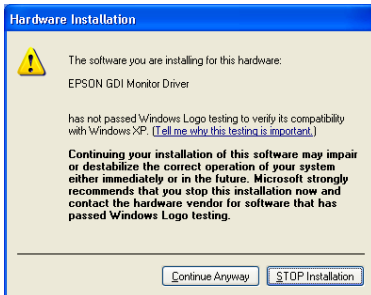 Hardware Installation
The software you are installing for this hardware:
EPSON GDI Monitor Driver
has not passed Windows Logo testing to verify its compatibility
with Windows XP. (Tell me why this testing is important.)
Continuing your installation of this software may impair
or destabilize the correct operation of your system
either immediately or in the future. Microsoft strongly
recommends that you stop this installation now and
contact the hardware vendor for software that has
passed Windows Logo testing.
Continue Anyway
STOP Installation